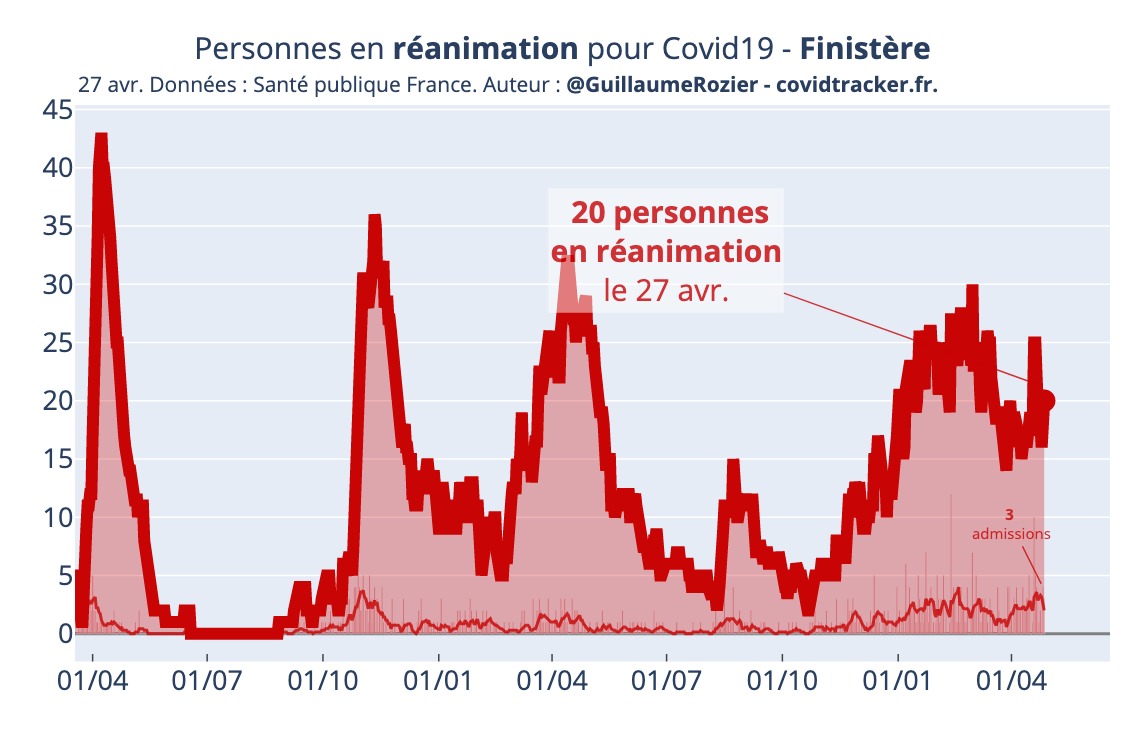 Personnes en réanimation pour Covid19 - Finistère
27 avr. Données : Santé publique France. Auteur : @GuillaumeRozier - covidtracker.fr.
45
40
35
30
25
20
15
10
5
0
20 personnes
en réanimation
le 27 avr.
3
admissions
01/04 01/07 01/10 01/01 01/04 01/07 01/10 01/01 01/04